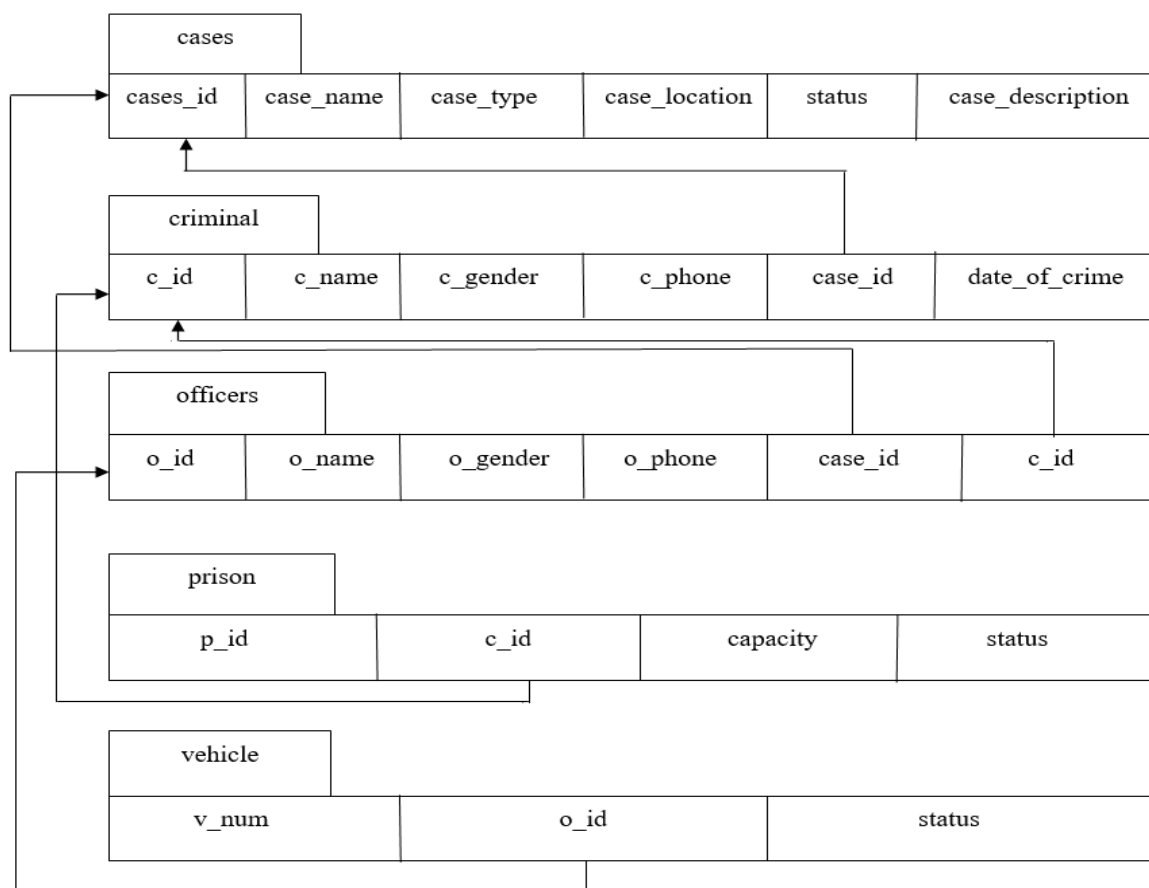 cases
cases_id case_name case_type case_location status case_description
criminal
c_id c_name c_gender c_phone case_id date_of_crime
officers
o_id o_name o_gender o_phone case_id c_id
prison
p_id c_id capacity status
vehicle
v_num o_id status